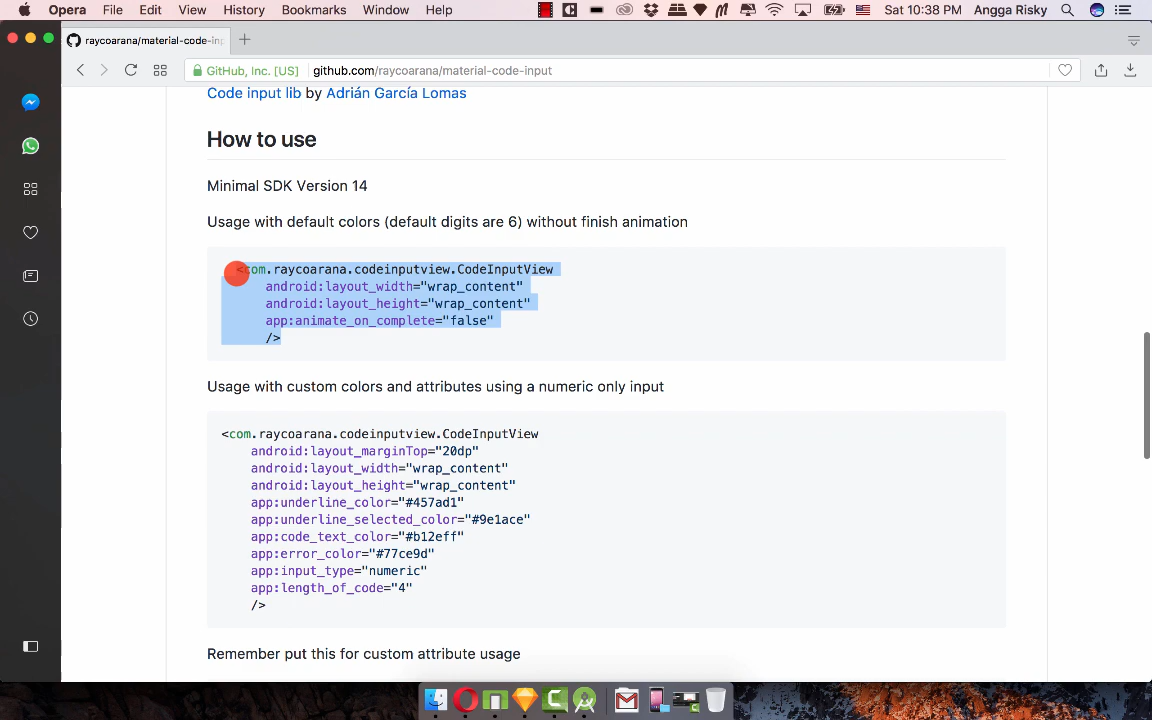 Opera File Edit View History Bookmarks Window Help Sat 10:38 PM Angga Risky
raycoarana/material-code-inp
GitHub, Inc. [US] github.com/raycoarana/material-code-input
Code input lib by Adrián García Lomas
How to use
Minimal SDK Version 14
Usage with default colors (default digits are 6) without finish animation
<com.raycoarana.codeinputview.CodeInputView
android:layout_width="wrap_content"
android:layout_height="wrap_content"
app:animate_on_complete="false"
/>
Usage with custom colors and attributes using a numeric only input
<com.raycoarana.codeinputview.CodeInputView
android:layout_marginTop="20dp"
android:layout_width="wrap_content"
android:layout_height="wrap_content"
app:underline_color="#457ad1"
app:underline_selected_color="#9e1ace"
app:code_text_color="#b12eff"
app:error_color="#77ce9d"
app:input_type="numeric"
app:length_of_code="4"
/>
Remember put this for custom attribute usage